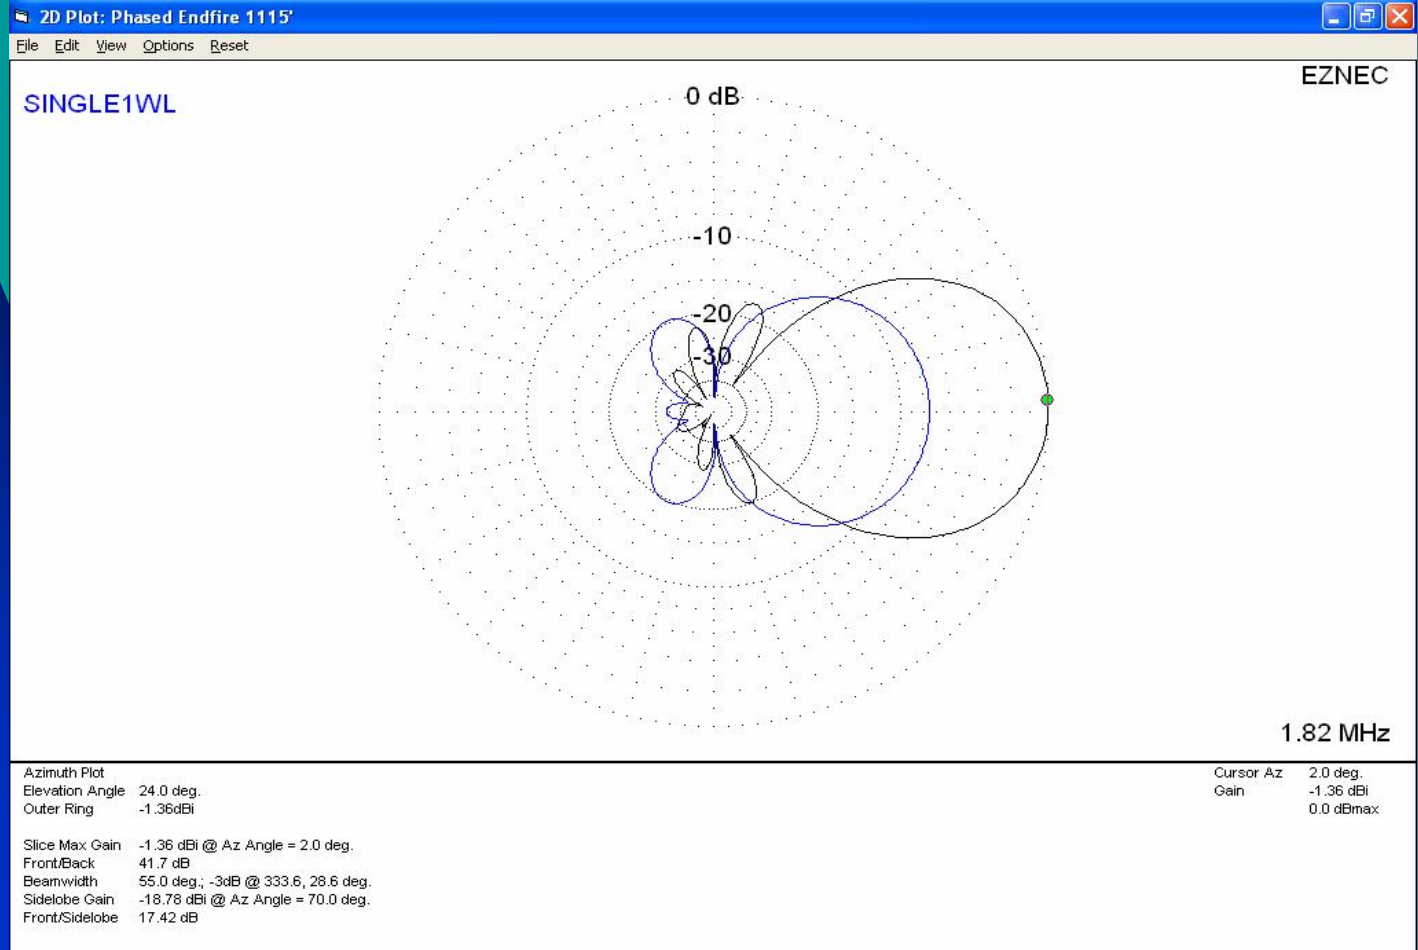 2D Plot: Phased Endfire 1115'
File Edit View Options Reset
EZNEC
SINGLE1WL
0 dB
-10
-20
-30
1.82 MHz
Azimuth Plot
Elevation Angle 24.0 deg.
Outer Ring -1.36dBi
Slice Max Gain -1.36 dBi @ Az Angle = 2.0 deg.
Front/Back 41.7 dB
Beamwidth 55.0 deg.; -3dB @ 333.6, 28.6 deg.
Sidelobe Gain -18.78 dBi @ Az Angle = 70.0 deg.
Front/Sidelobe 17.42 dB
Cursor Az 2.0 deg.
Gain -1.36 dBi
0.0 dBmax